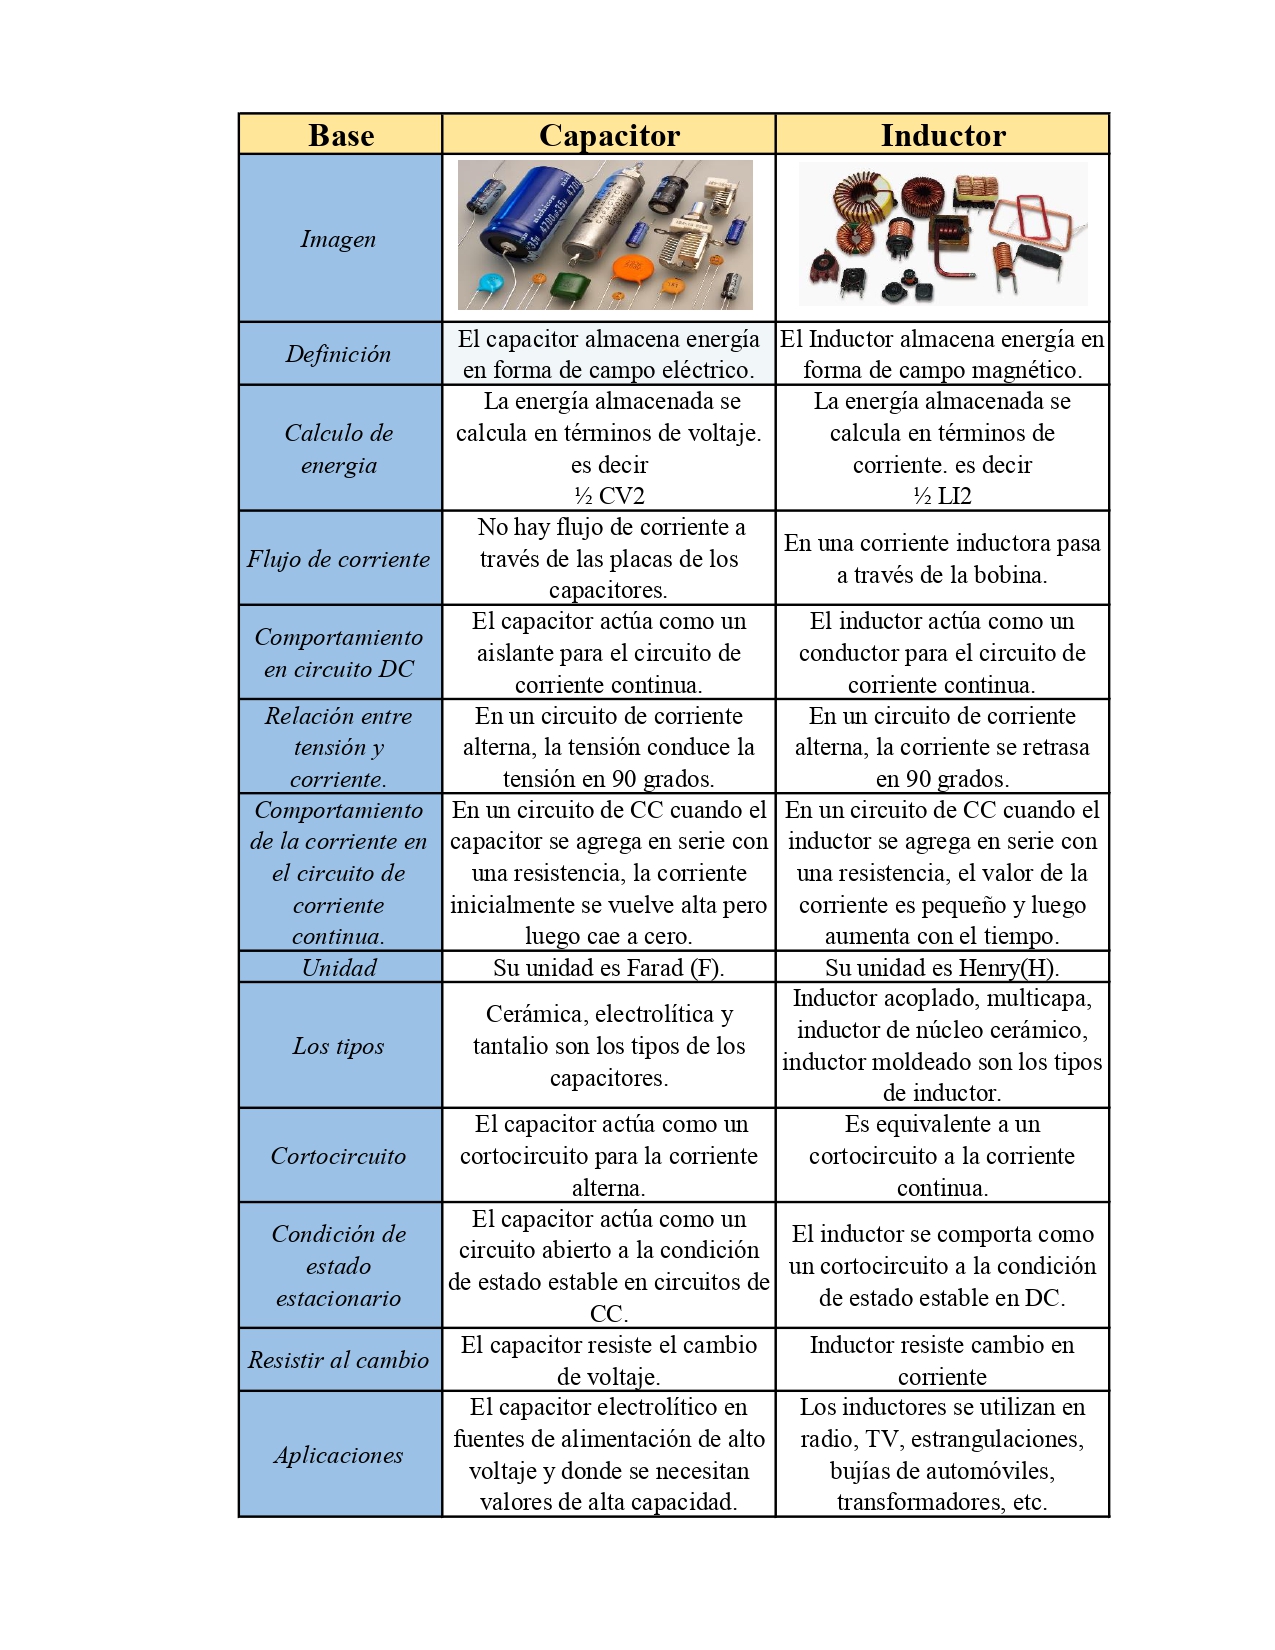 Base Capacitor Inductor
Imagen
nichicon
4700µ35v
Definición
El capacitor almacena energía
en forma de campo eléctrico.
El Inductor almacena energía en
forma de campo magnético.
Calculo de
energia
La energía almacenada se
calcula en términos de voltaje.
es decir
½ CV2
La energía almacenada se
calcula en términos de
corriente. es decir
½ LI2
Flujo de corriente
No hay flujo de corriente a
través de las placas de los
capacitores.
En una corriente inductora pasa
a través de la bobina.
Comportamiento
en circuito DC
El capacitor actúa como un
aislante para el circuito de
corriente continua.
El inductor actúa como un
conductor para el circuito de
corriente continua.
Relación entre
tensión y
corriente.
En un circuito de corriente
alterna, la tensión conduce la
tensión en 90 grados.
En un circuito de corriente
alterna, la corriente se retrasa
en 90 grados.
Comportamiento
de la corriente en
el circuito de
corriente
continua.
En un circuito de CC cuando el
capacitor se agrega en serie con
una resistencia, la corriente
inicialmente se vuelve alta pero
luego cae a cero.
En un circuito de CC cuando el
inductor se agrega en serie con
una resistencia, el valor de la
corriente es pequeño y luego
aumenta con el tiempo.
Unidad
Su unidad es Farad (F).
Su unidad es Henry(H).
Los tipos
Cerámica, electrolítica y
tantalio son los tipos de los
capacitores.
Inductor acoplado, multicapa,
inductor de núcleo cerámico,
inductor moldeado son los tipos
de inductor.
Cortocircuito
El capacitor actúa como un
cortocircuito para la corriente
alterna.
Es equivalente a un
cortocircuito a la corriente
continua.
Condición de
estado
estacionario
El capacitor actúa como un
circuito abierto a la condición
de estado estable en circuitos de
CC.
El inductor se comporta como
un cortocircuito a la condición
de estado estable en DC.
Resistir al cambio
El capacitor resiste el cambio
de voltaje.
Inductor resiste cambio en
corriente
Aplicaciones
El capacitor electrolítico en
fuentes de alimentación de alto
voltaje y donde se necesitan
valores de alta capacidad.
Los inductores se utilizan en
radio, TV, estrangulaciones,
bujías de automóviles,
transformadores, etc.